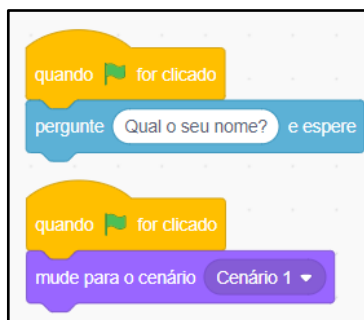 quando for clicado
pergunte Qual o seu nome? e espere
quando for clicado
mude para o cenário Cenário 1